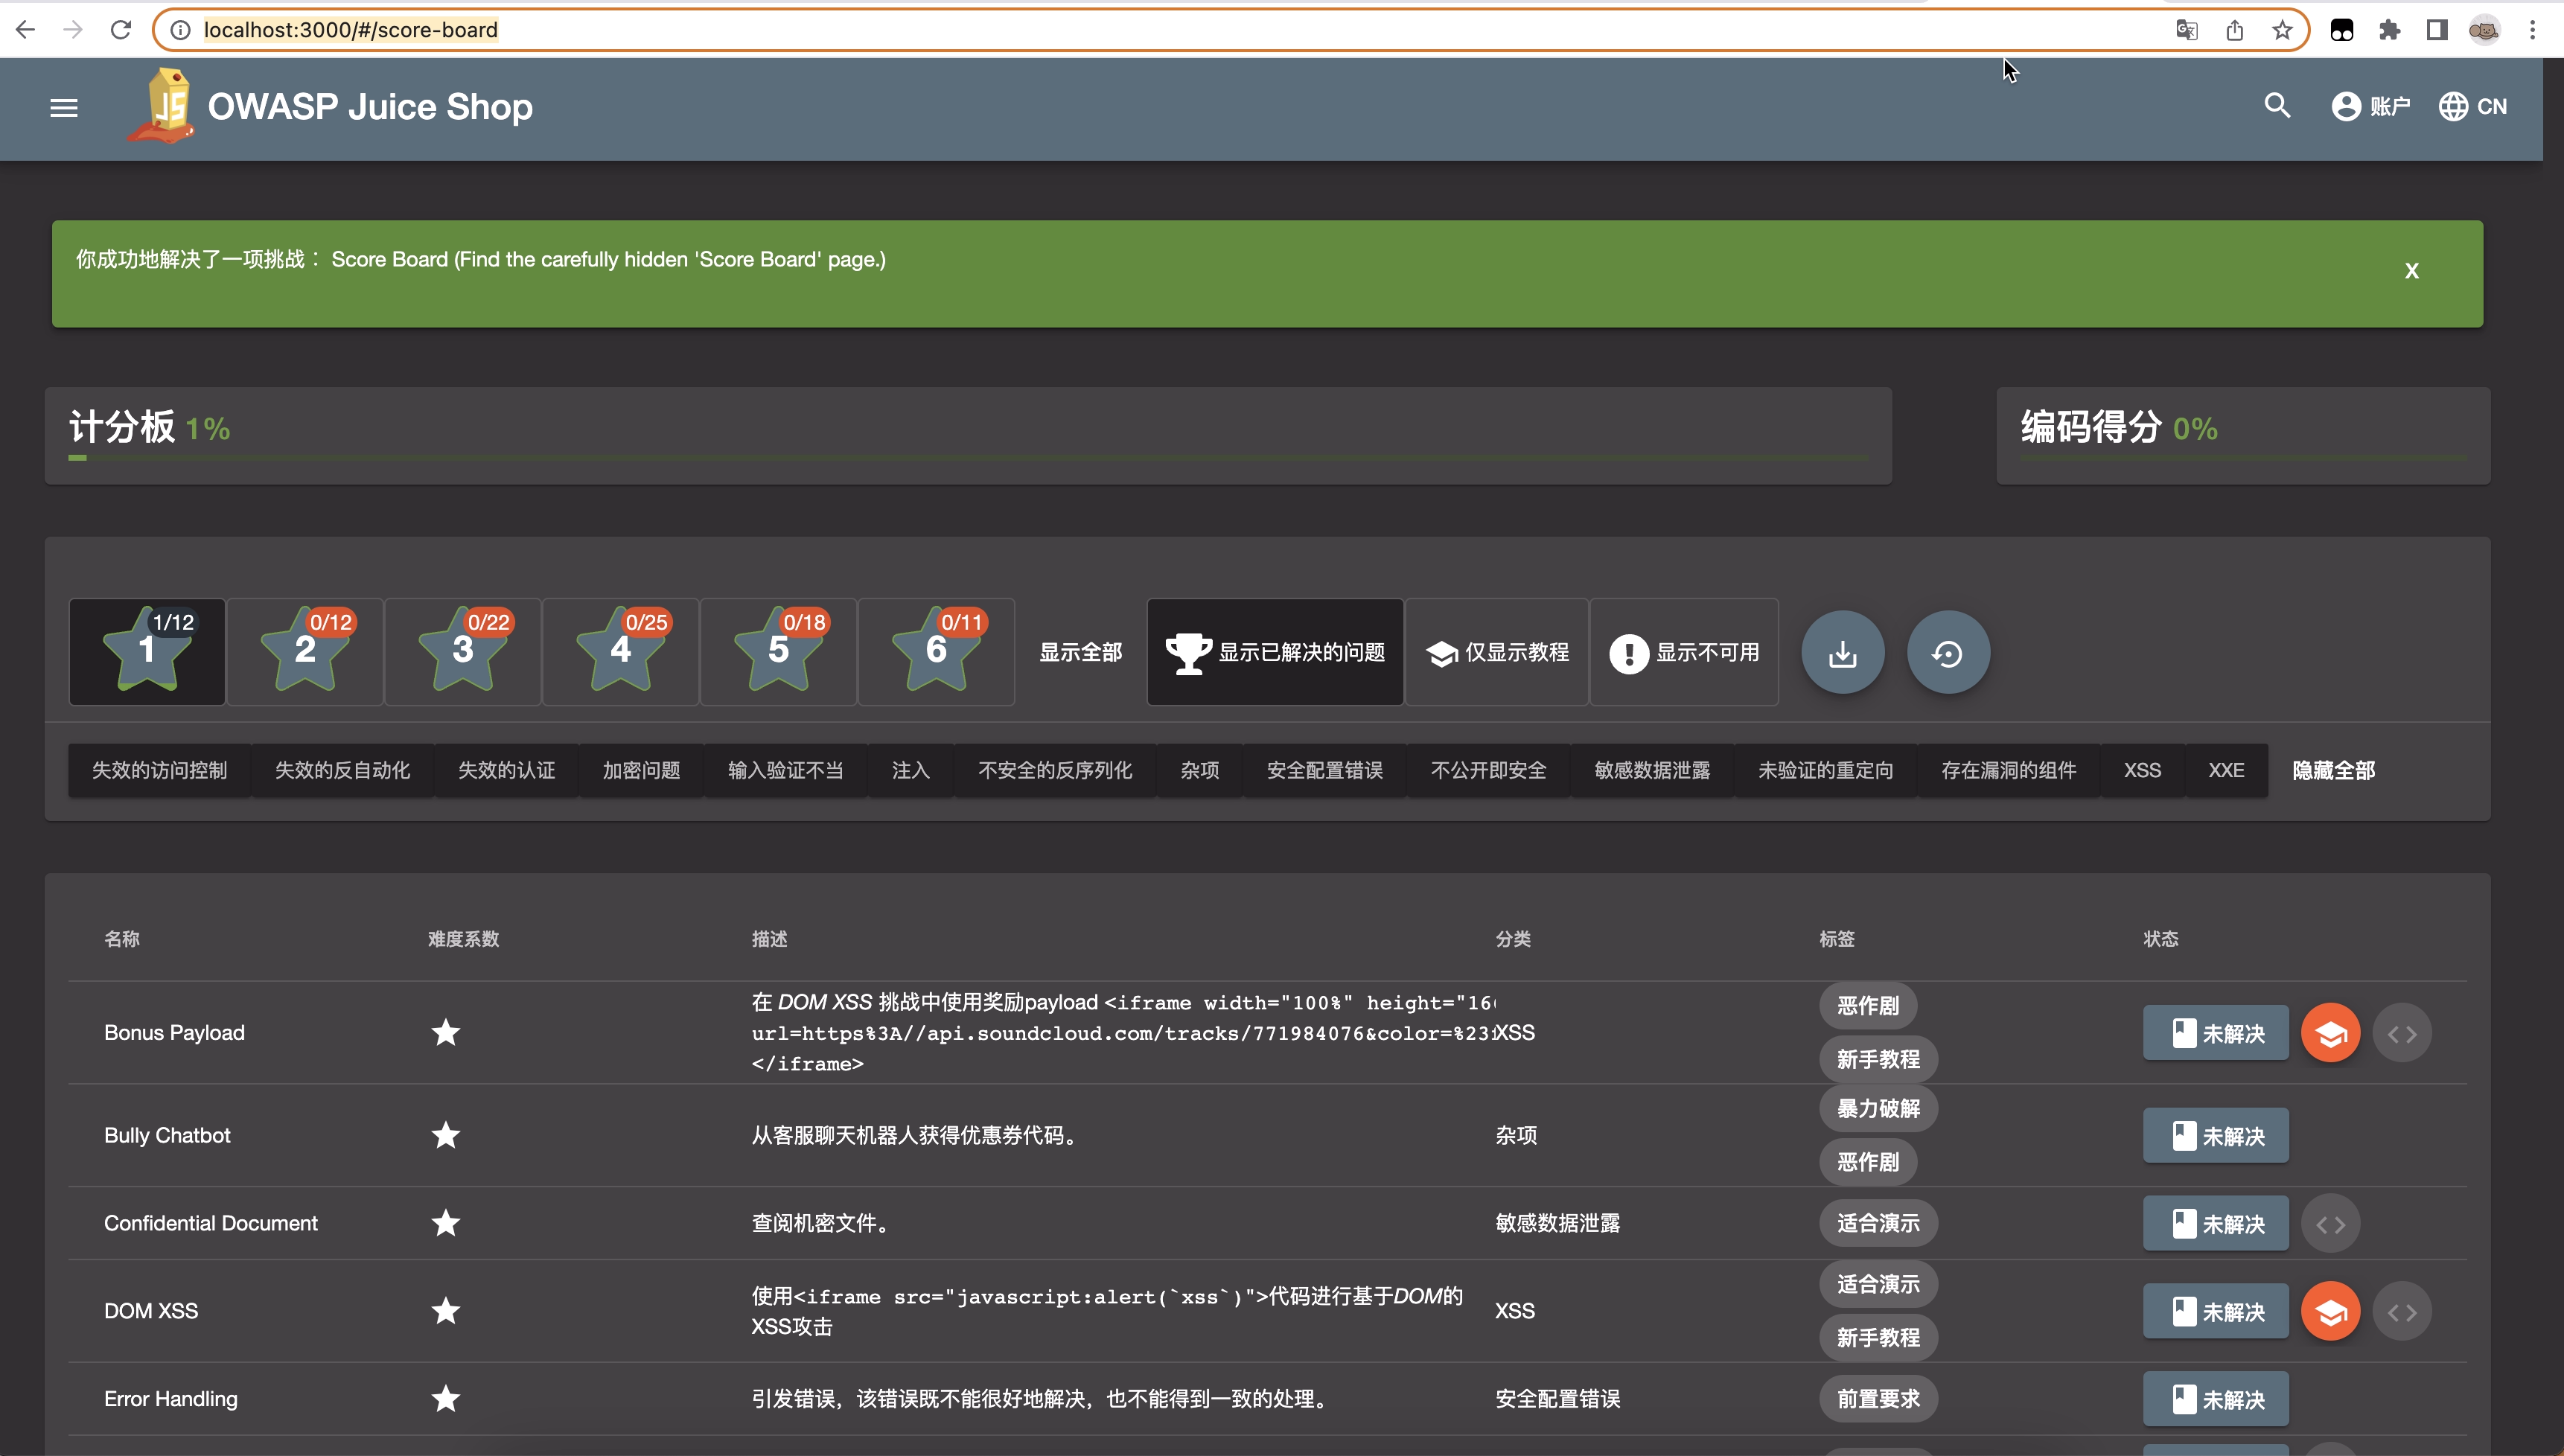 localhost:3000/#/score-board
JS
OWASP Juice Shop
账户
CN
你成功地解决了一项挑战： Score Board (Find the carefully hidden 'Score Board' page.)
X
计分板 1%
编码得分 0%
1 1/12
2 0/12
3 0/22
4 0/25
5 0/18
6 0/11
显示全部
显示已解决的问题
仅显示教程
显示不可用
失效的访问控制
失效的反自动化
失效的认证
加密问题
输入验证不当
注入
不安全的反序列化
杂项
安全配置错误
不公开即安全
敏感数据泄露
未验证的重定向
存在漏洞的组件
XSS
XXE
隐藏全部
名称 难度系数 描述 分类 标签 状态
Bonus Payload
在 DOM XSS 挑战中使用奖励payload <iframe width="100%" height="16
url=https%3A//api.soundcloud.com/tracks/771984076&color=%23
</iframe>
XSS
恶作剧
新手教程
未解决
Bully Chatbot
从客服聊天机器人获得优惠券代码。
杂项
暴力破解
恶作剧
未解决
Confidential Document
查阅机密文件。
敏感数据泄露
适合演示
未解决
DOM XSS
使用<iframe src="javascript:alert(`xss`)">代码进行基于DOM的
XSS攻击
XSS
适合演示
新手教程
未解决
Error Handling
引发错误，该错误既不能很好地解决，也不能得到一致的处理。
安全配置错误
前置要求
未解决